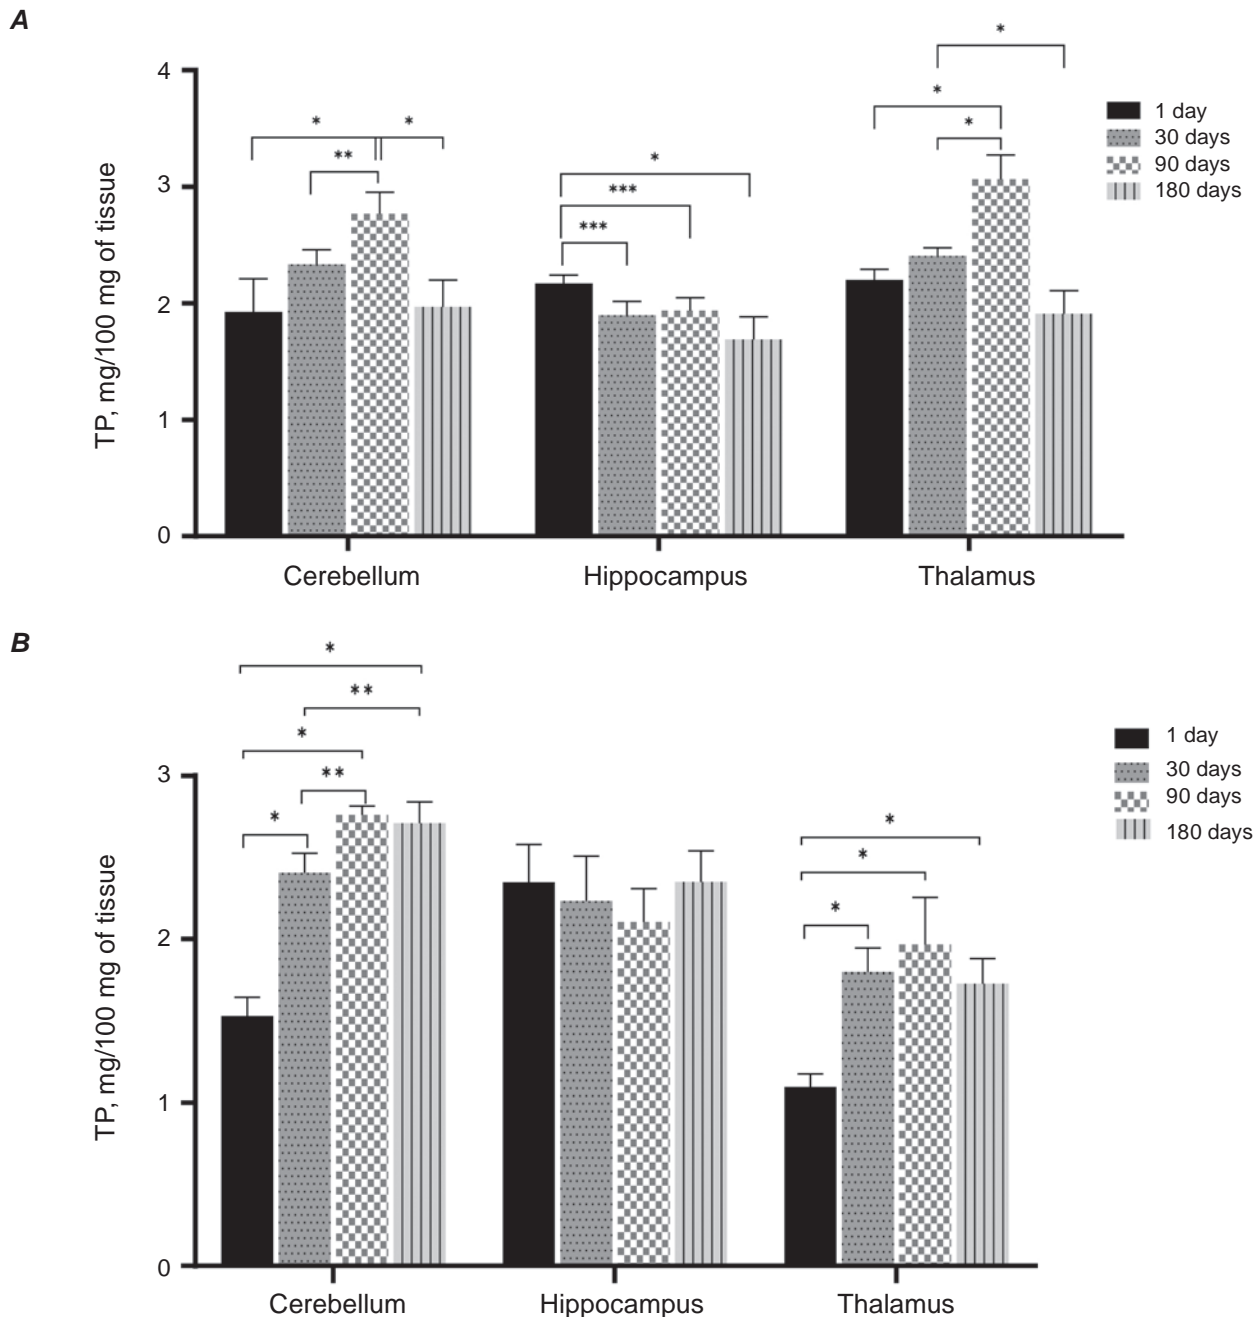 A
*
4
*
1 day
*
*
30 days
*
90 days
**
*
180 days
3
***
***
2
1
0
TP, mg/100 mg of tissue
Cerebellum
Hippocampus
Thalamus
B
*
**
*
1 day
**
30 days
3
90 days
*
*
180 days
*
*
2
1
0
TP, mg/100 mg of tissue
Cerebellum
Hippocampus
Thalamus